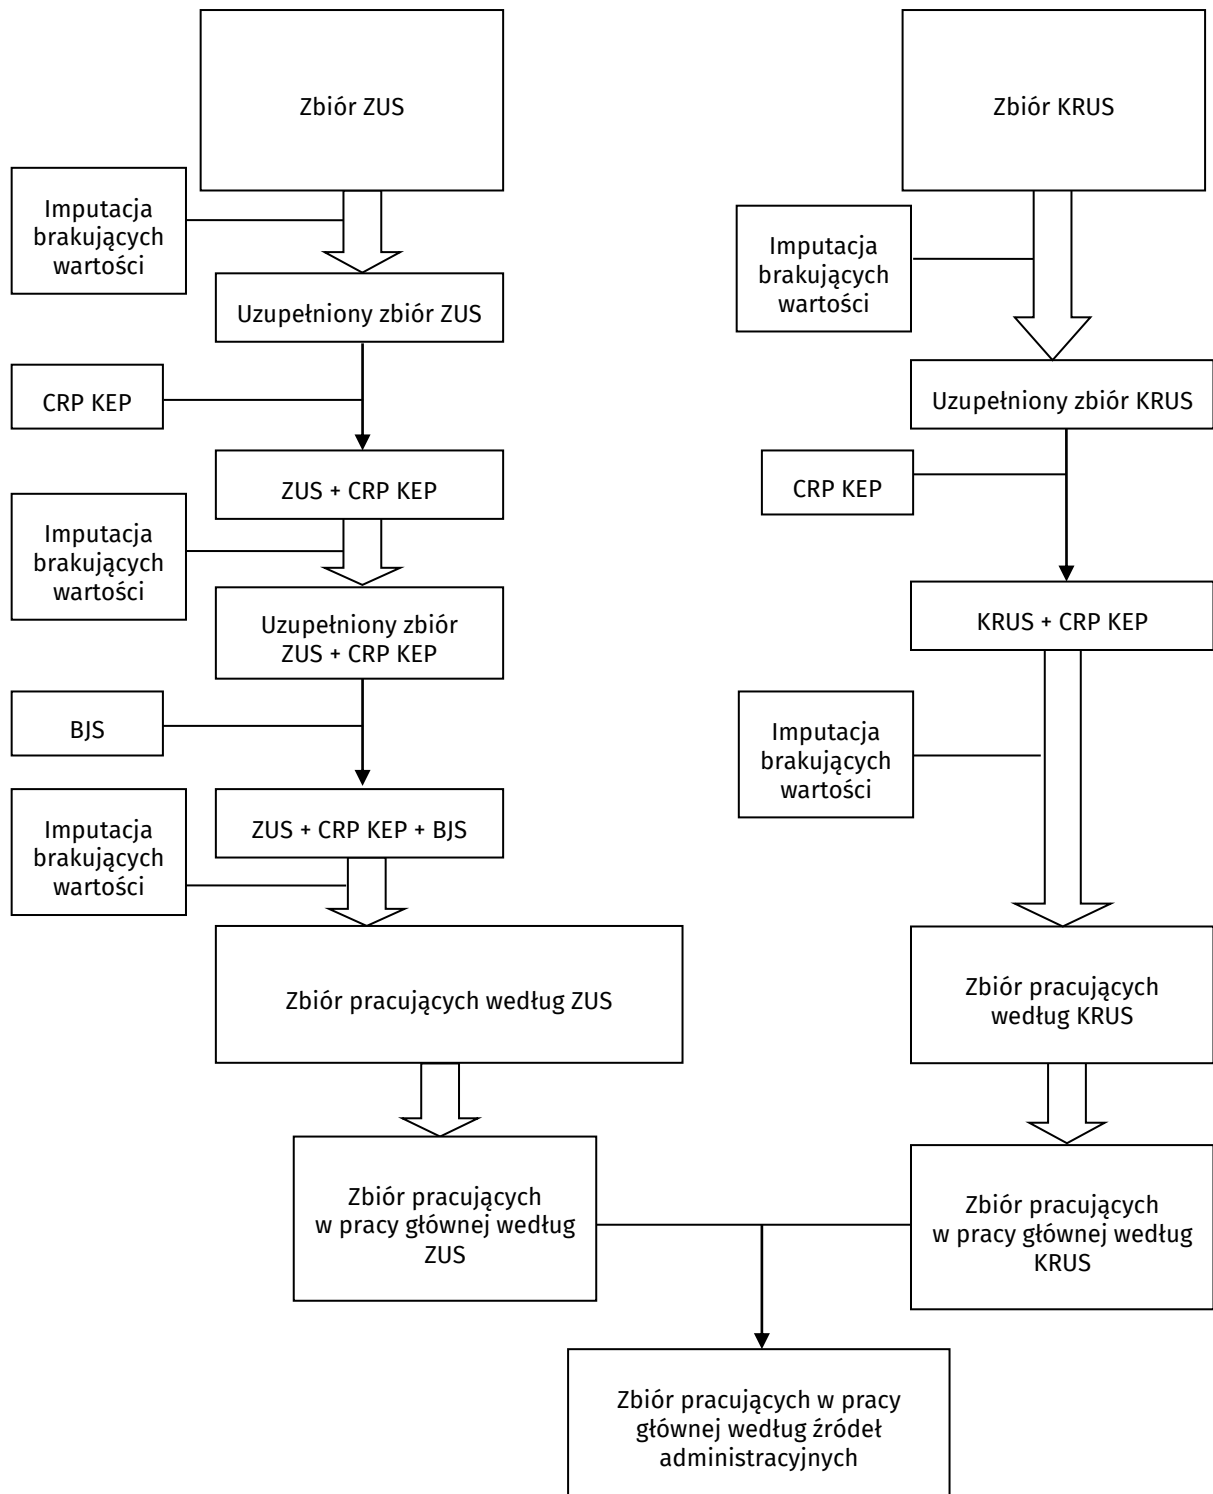 Zbiór ZUS
Zbiór KRUS
Imputacja
brakujących
wartości
Imputacja
brakujących
wartości
Uzupełniony zbiór ZUS
CRP KEP
Uzupełniony zbiór KRUS
ZUS + CRP KEP
CRP KEP
Imputacja
brakujących
wartości
Uzupełniony zbiór
ZUS + CRP KEP
KRUS + CRP KEP
BJS
Imputacja
brakujących
wartości
Imputacja
brakujących
wartości
ZUS + CRP KEP + BJS
Zbiór pracujących według ZUS
Zbiór pracujących
według KRUS
Zbiór pracujących
w pracy głównej według
ZUS
Zbiór pracujących
w pracy głównej według
KRUS
Zbiór pracujących w pracy
głównej według źródeł
administracyjnych